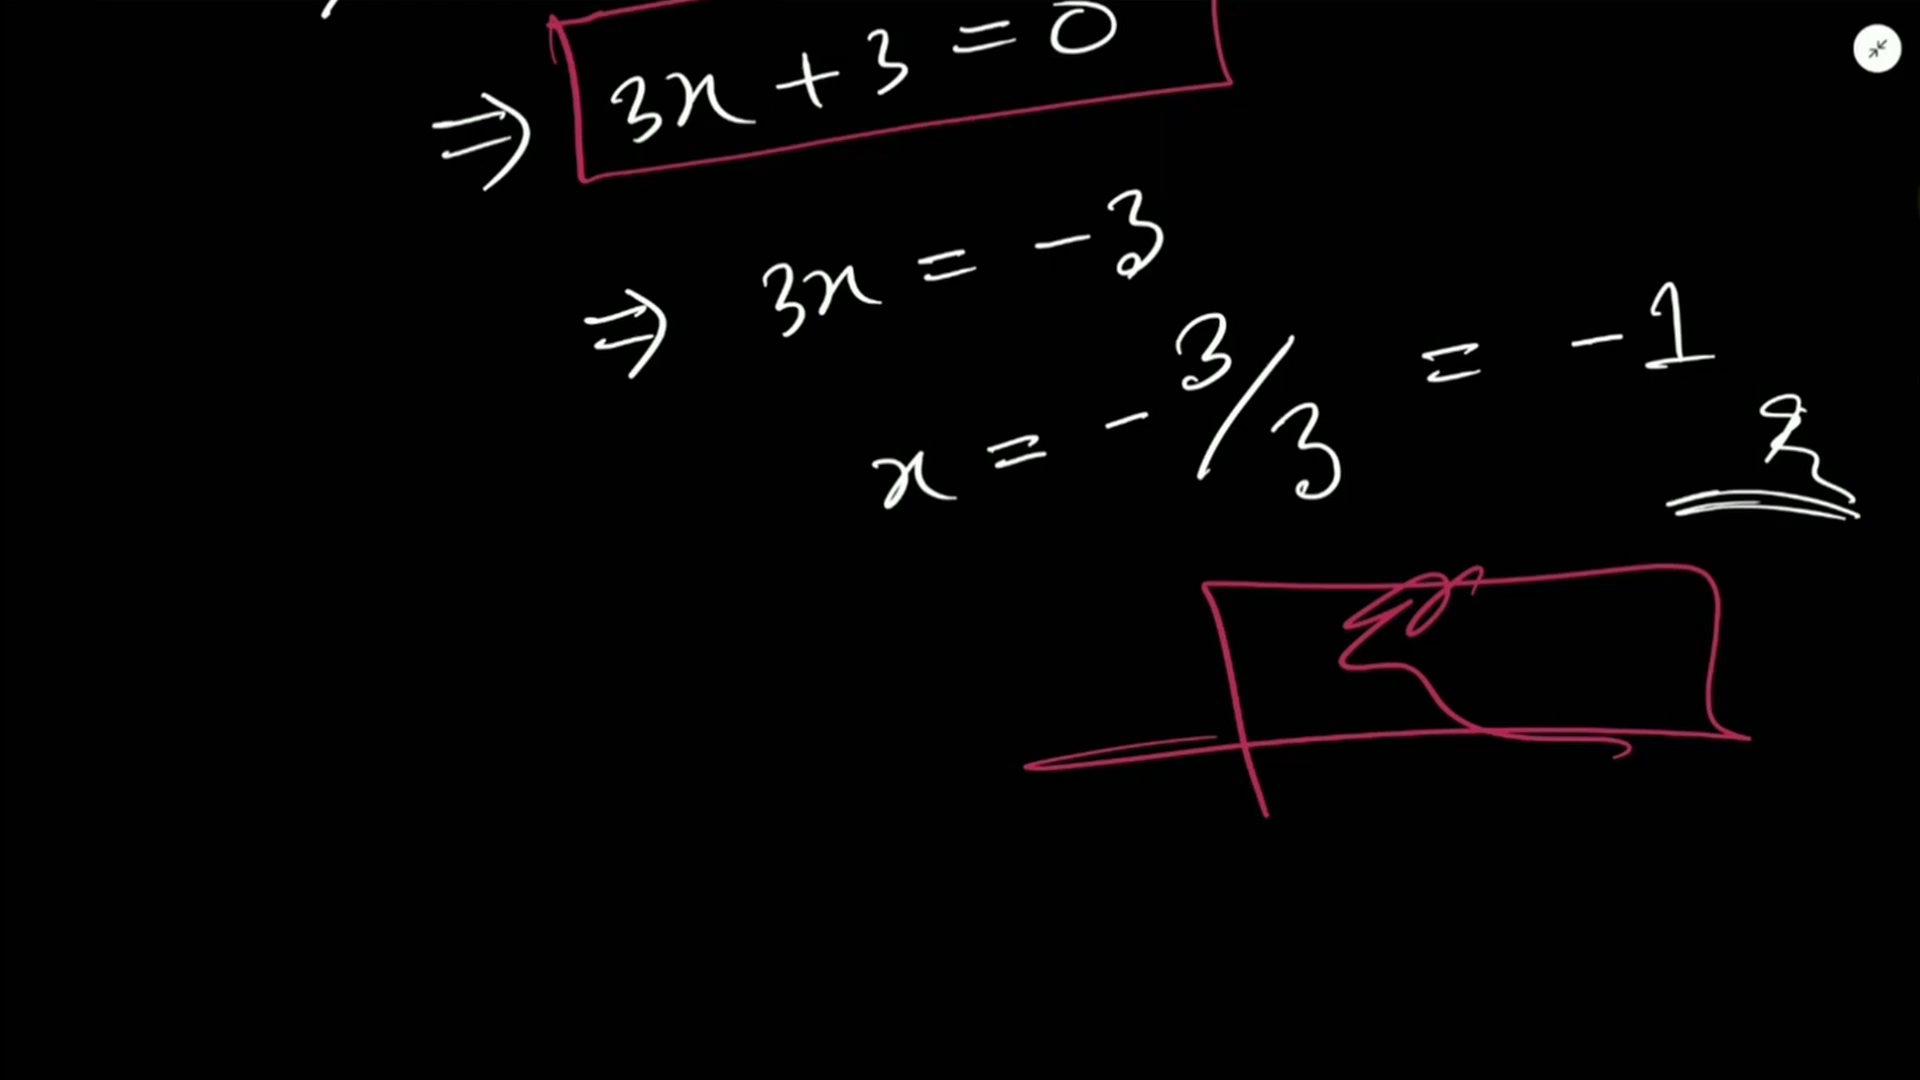 ⇒ 3x + 3 = 0
⇒ 3x = -3
x = -3/3 = -1